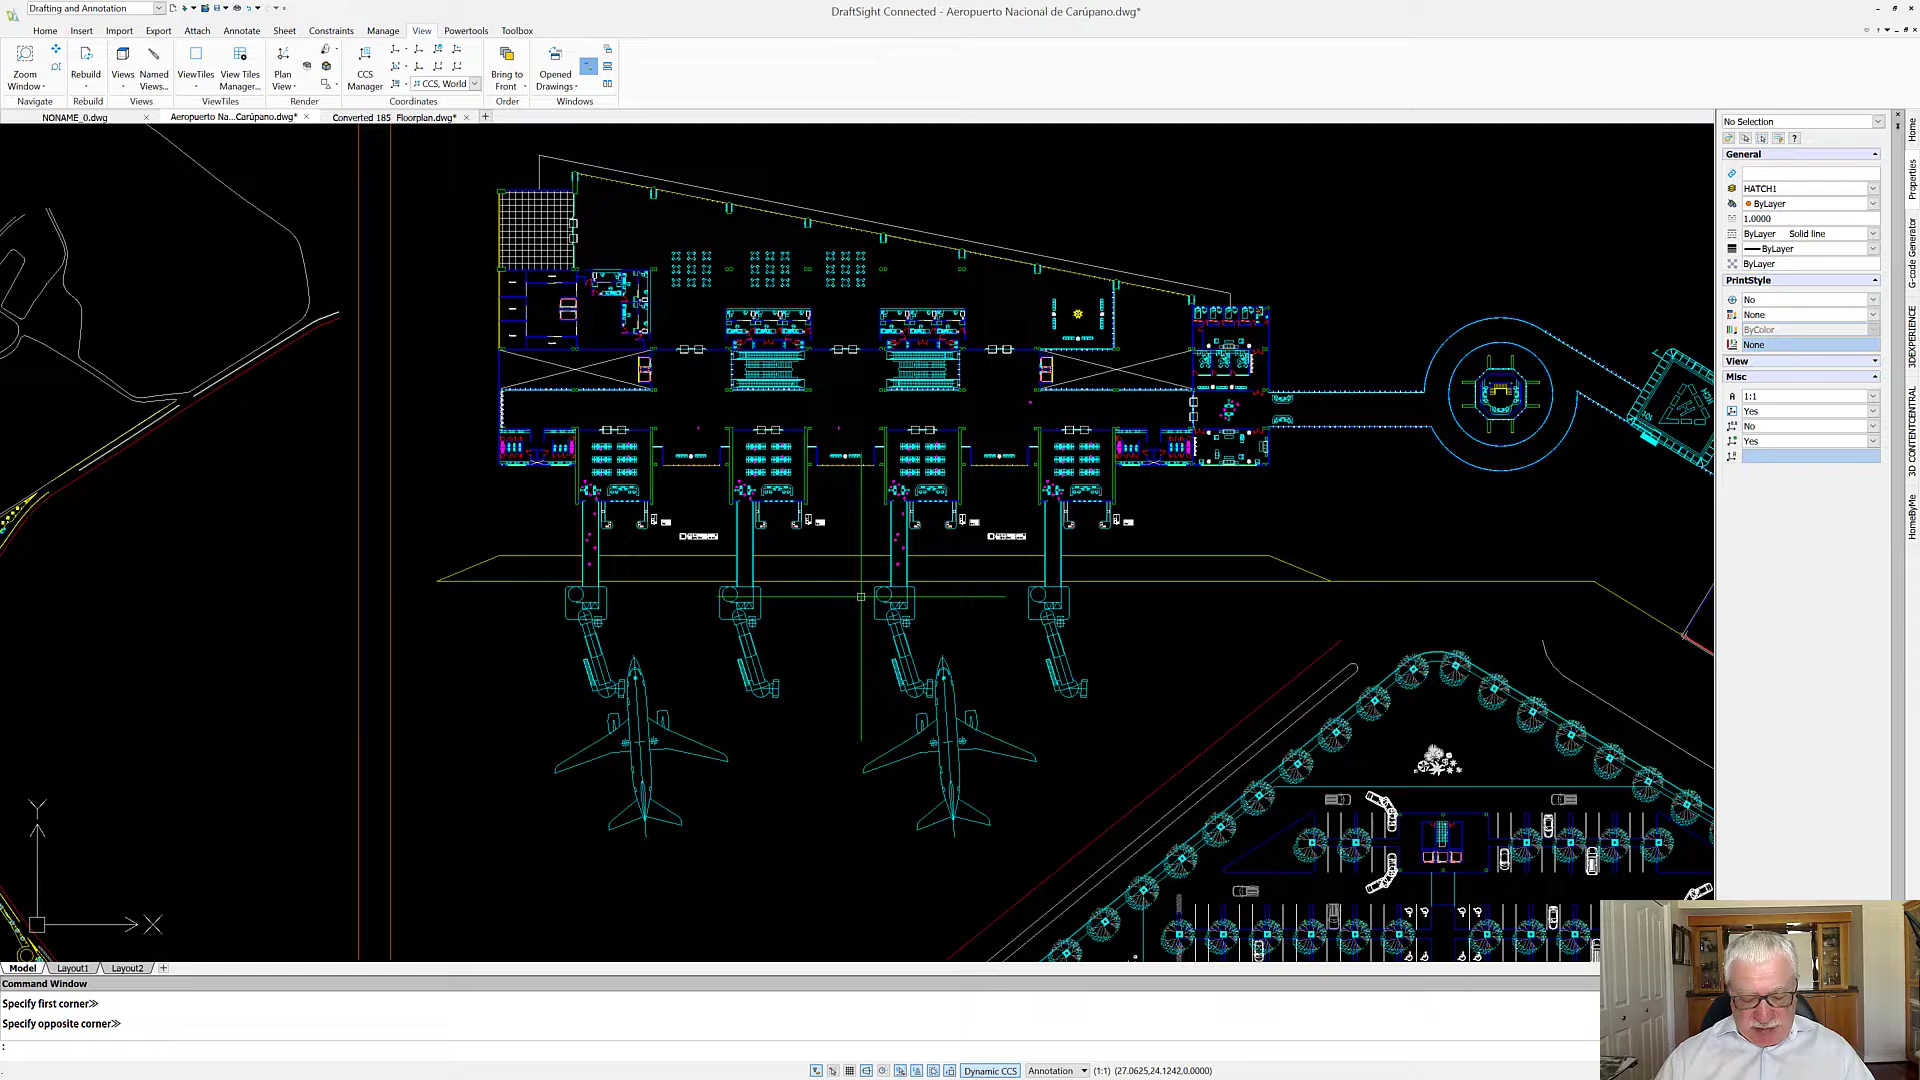 Drafting and Annotation
DraftSight Connected - Aeropuerto Nacional de Carúpano.dwg*
Home Insert Import Export Attach Annotate Sheet Constraints Manage View Powertools Toolbox
Zoom Window
Rebuild
Views
Named Views...
ViewTiles
View Tiles Manager...
Plan View
CCS Manager
CCS, World
Bring to Front
Opened Drawings
Navigate Rebuild Views ViewTiles Render Coordinates Order Windows
NONAME_0.dwg Aeropuerto Na...Carúpano.dwg* Converted 185 Floorplan.dwg*
No Selection
General
HATCH1
ByLayer
1.0000
ByLayer Solid line
ByLayer
ByLayer
PrintStyle
No
None
ByColor
None
View
Misc
1:1
Yes
No
Yes
Home
Properties
G-code Generator
3DEXPERIENCE
3D CONTENTCENTRAL
HomeByMe
Y
X
Model Layout1 Layout2
Command Window
Specify first corner»
Specify opposite corner»
:
Dynamic CCS Annotation (1:1) (27.0625,24.1242,0.0000)